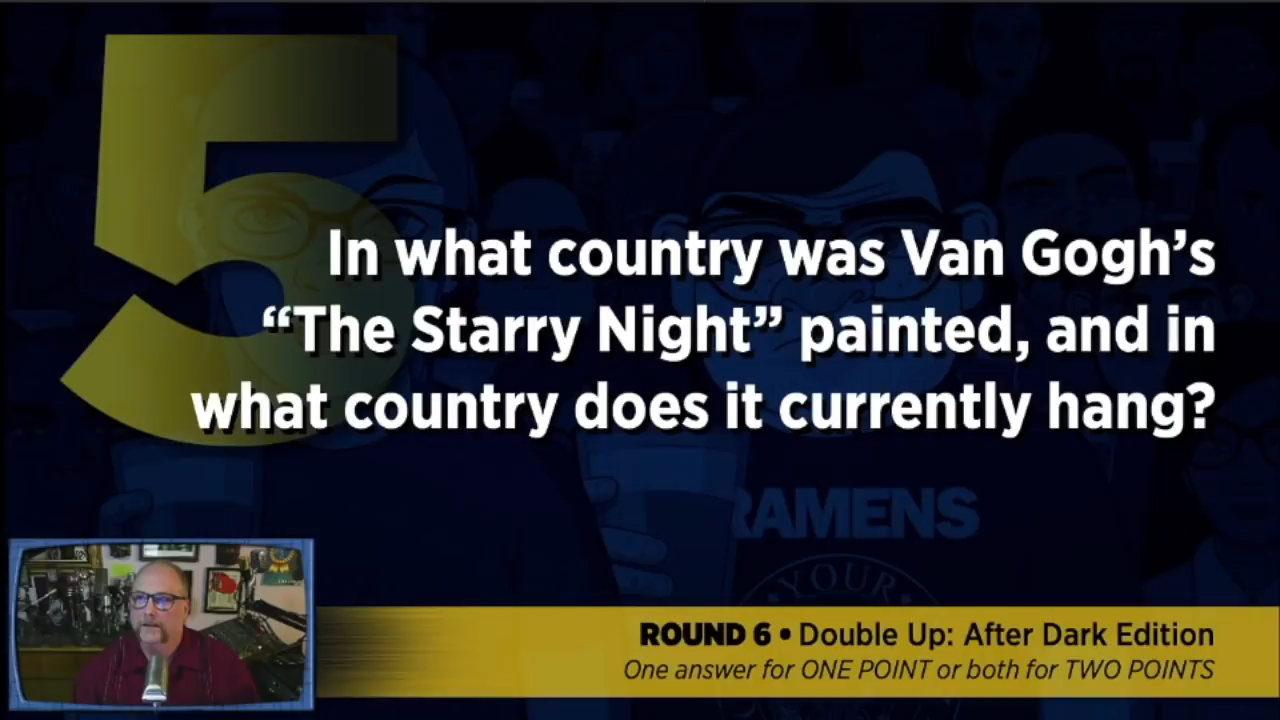 5
In what country was Van Gogh’s
“The Starry Night” painted, and in
what country does it currently hang?
RAMENS
YOUR
ROUND 6 • Double Up: After Dark Edition
One answer for ONE POINT or both for TWO POINTS